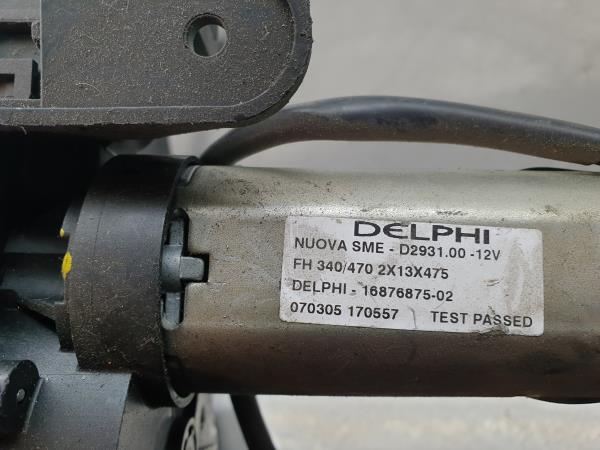 DELPHI
NUOVA SME - D2931.00 -12V
FH 340/470 2X13X475
DELPHI - 16876875-02
070305 170557 TEST PASSED